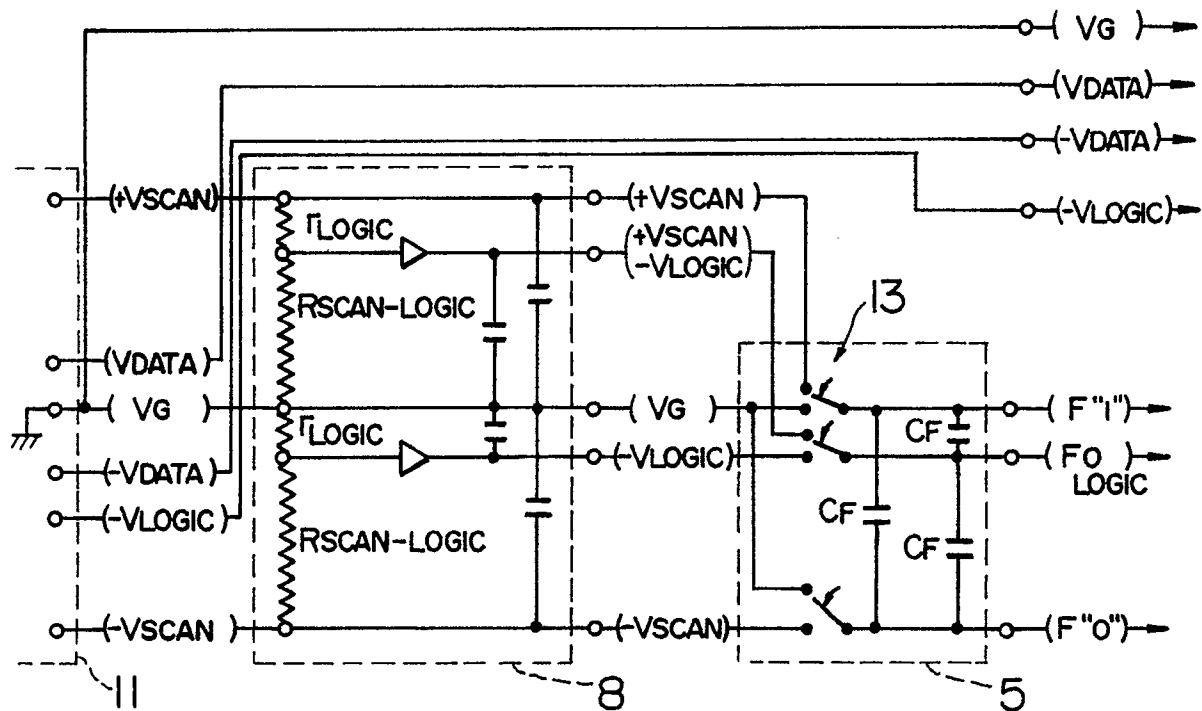 ( VG )
(VDATA)
(-VDATA)
(-VLOGIC)
(+VSCAN)
rLOGIC
(+VSCAN)
(+VSCAN
-VLOGIC)
RSCAN-LOGIC
13
(VDATA)
( VG )
rLOGIC
( VG )
(-VLOGIC)
CF
(F"1")
(FO )
LOGIC
(-VDATA)
(-VLOGIC)
RSCAN-LOGIC
CF
CF
(-VSCAN)
(-VSCAN)
(F"0")
11
8
5